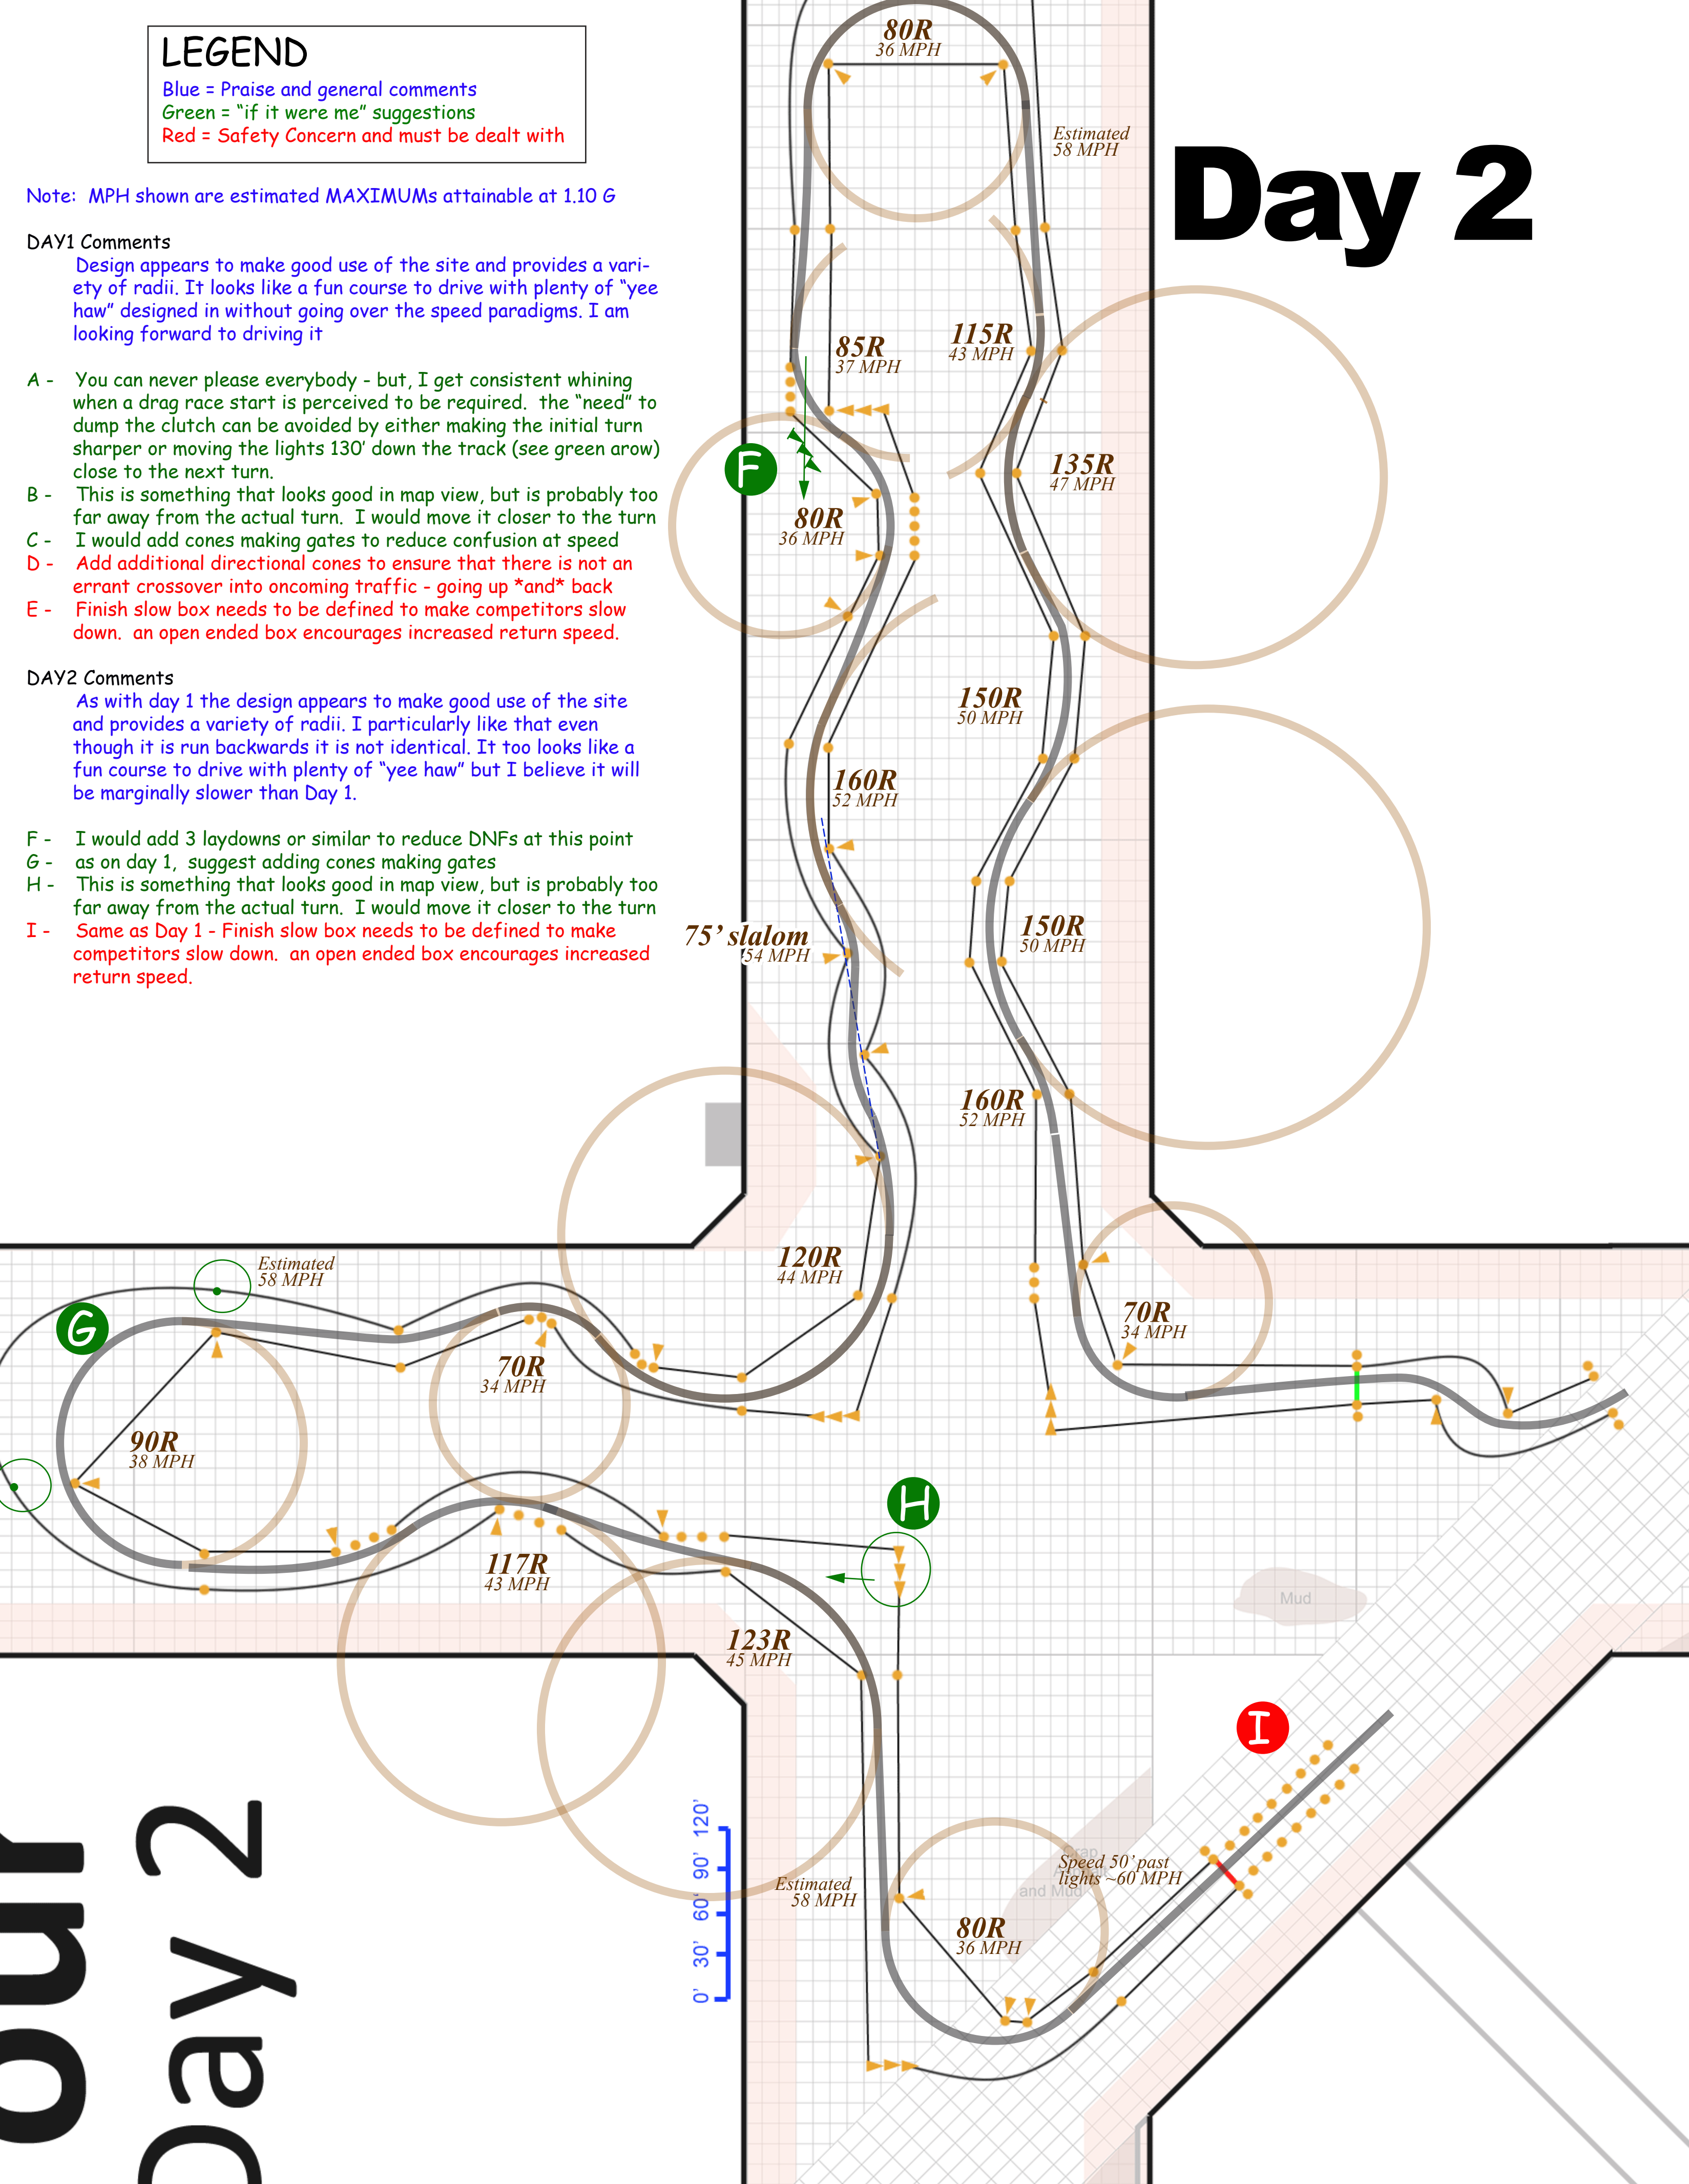 LEGEND
Blue = Praise and general comments
Green = “if it were me” suggestions
Red = Safety Concern and must be dealt with
Note:  MPH shown are estimated MAXIMUMs attainable at 1.10 G
DAY1 Comments
Design appears to make good use of the site and provides a vari-
ety of radii. It looks like a fun course to drive with plenty of “yee
haw” designed in without going over the speed paradigms. I am
looking forward to driving it
A - You can never please everybody - but, I get consistent whining
when a drag race start is perceived to be required.  the “need” to
dump the clutch can be avoided by either making the initial turn
sharper or moving the lights 130’ down the track (see green arow)
close to the next turn.
B - This is something that looks good in map view, but is probably too
far away from the actual turn.  I would move it closer to the turn
C - I would add cones making gates to reduce confusion at speed
D - Add additional directional cones to ensure that there is not an
errant crossover into oncoming traffic - going up *and* back
E - Finish slow box needs to be defined to make competitors slow
down.  an open ended box encourages increased return speed.
DAY2 Comments
As with day 1 the design appears to make good use of the site
and provides a variety of radii. I particularly like that even
though it is run backwards it is not identical. It too looks like a
fun course to drive with plenty of “yee haw” but I believe it will
be marginally slower than Day 1.
F - I would add 3 laydowns or similar to reduce DNFs at this point
G - as on day 1,  suggest adding cones making gates
H - This is something that looks good in map view, but is probably too
far away from the actual turn.  I would move it closer to the turn
I - Same as Day 1 - Finish slow box needs to be defined to make
competitors slow down.  an open ended box encourages increased
return speed.
Day 2
80R
36 MPH
Estimated
58 MPH
85R
37 MPH
115R
43 MPH
F
135R
47 MPH
80R
36 MPH
150R
50 MPH
160R
52 MPH
75’ slalom
54 MPH
150R
50 MPH
160R
52 MPH
120R
44 MPH
Estimated
58 MPH
G
70R
34 MPH
70R
34 MPH
90R
38 MPH
H
117R
43 MPH
Mud
123R
45 MPH
I
Estimated
58 MPH
Speed 50’ past
lights ~60 MPH
and Mud
80R
36 MPH
0’ 30’ 60’ 90’ 120’
our
Day 2